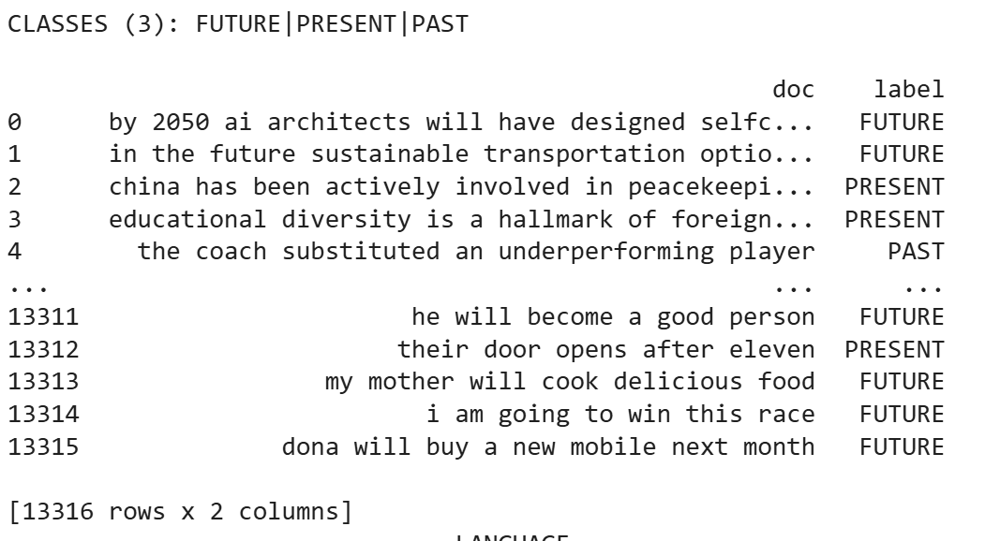 CLASSES (3): FUTURE|PRESENT|PAST
doc label
0 by 2050 ai architects will have designed selfc... FUTURE
1 in the future sustainable transportation optio... FUTURE
2 china has been actively involved in peacekeepi... PRESENT
3 educational diversity is a hallmark of foreign... PRESENT
4 the coach substituted an underperforming player PAST
... ... ...
13311 he will become a good person FUTURE
13312 their door opens after eleven PRESENT
13313 my mother will cook delicious food FUTURE
13314 i am going to win this race FUTURE
13315 dona will buy a new mobile next month FUTURE
[13316 rows x 2 columns]
LANGUAGE